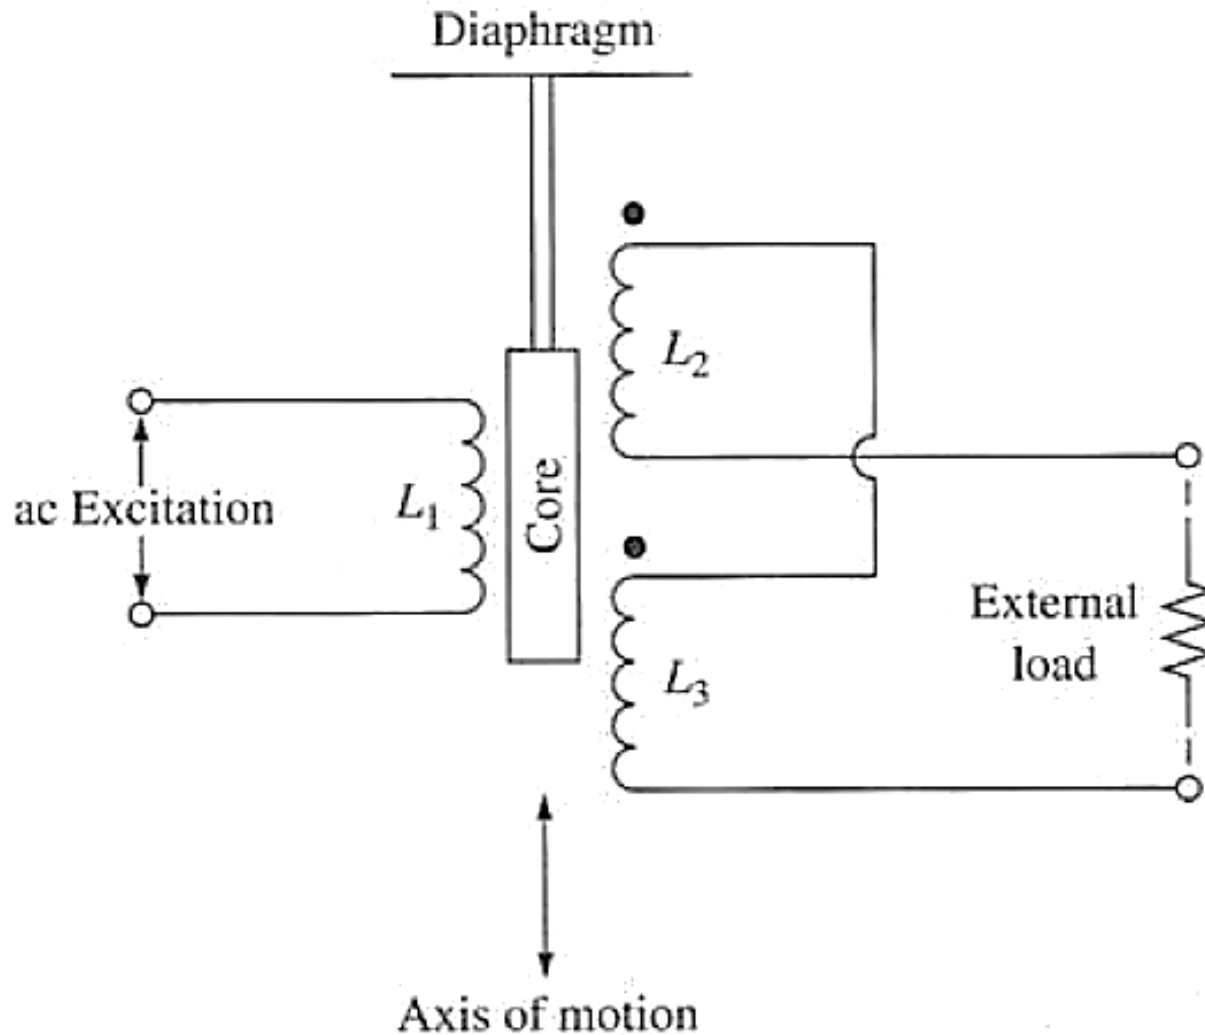 Diaphragm
L2
ac Excitation
L1
Core
External
load
L3
Axis of motion